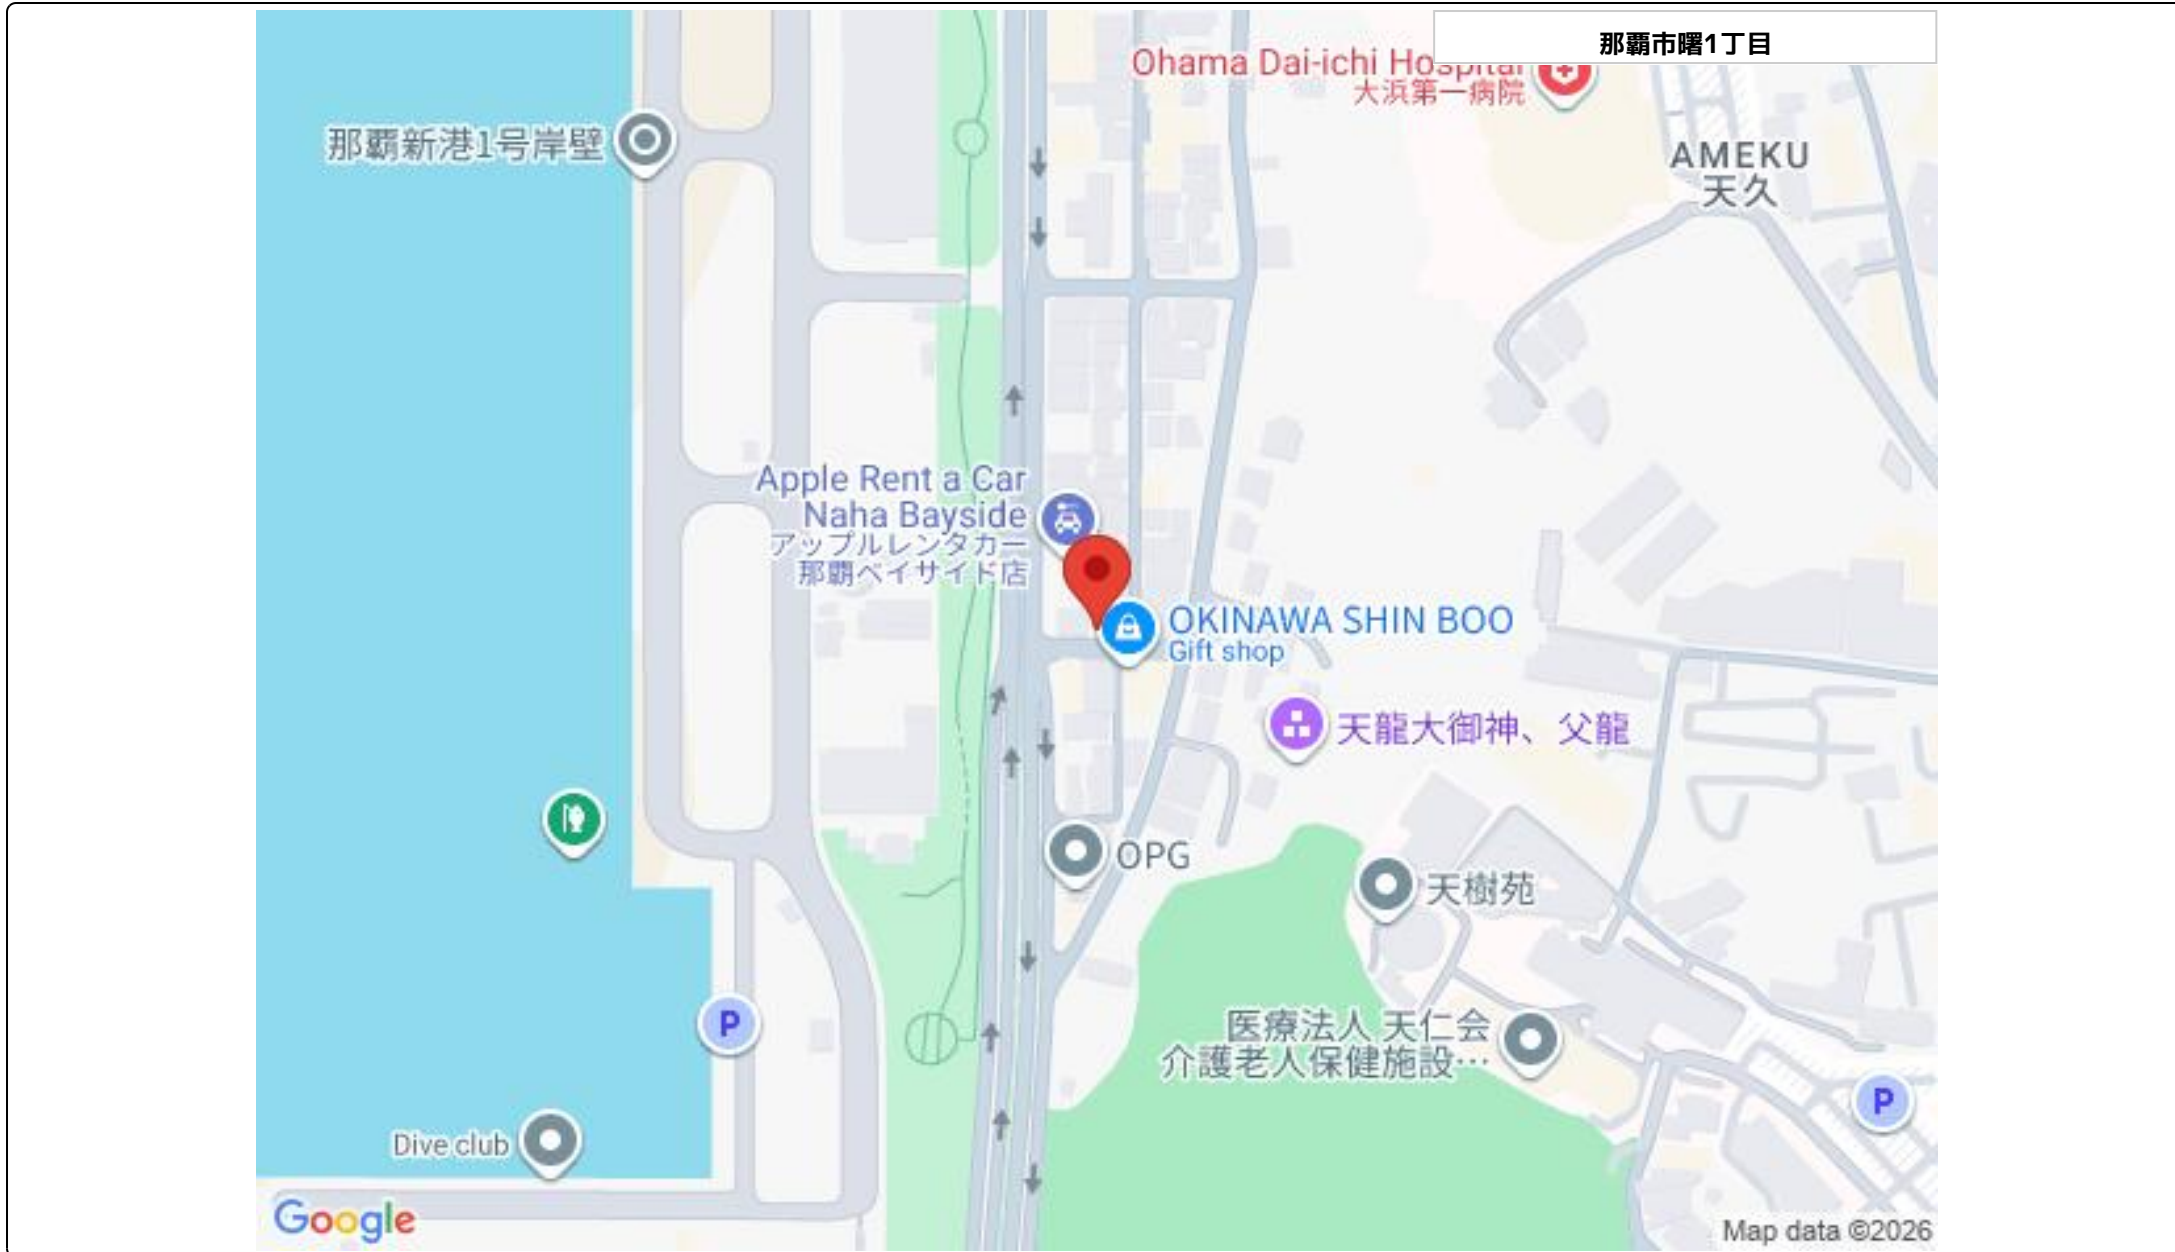 那覇市曙1丁目
Ohama Dai-ichi Hospital
大浜第一病院
那覇新港1号岸壁
AMEKU
天久
Apple Rent a Car
Naha Bayside
アップルレンタカー
那覇ベイサイド店
OKINAWA SHIN BOO
Gift shop
天龍大御神、父龍
OPG
天樹苑
P
医療法人 天仁会
介護老人保健施設…
P
Dive club
Google
Map data ©2026